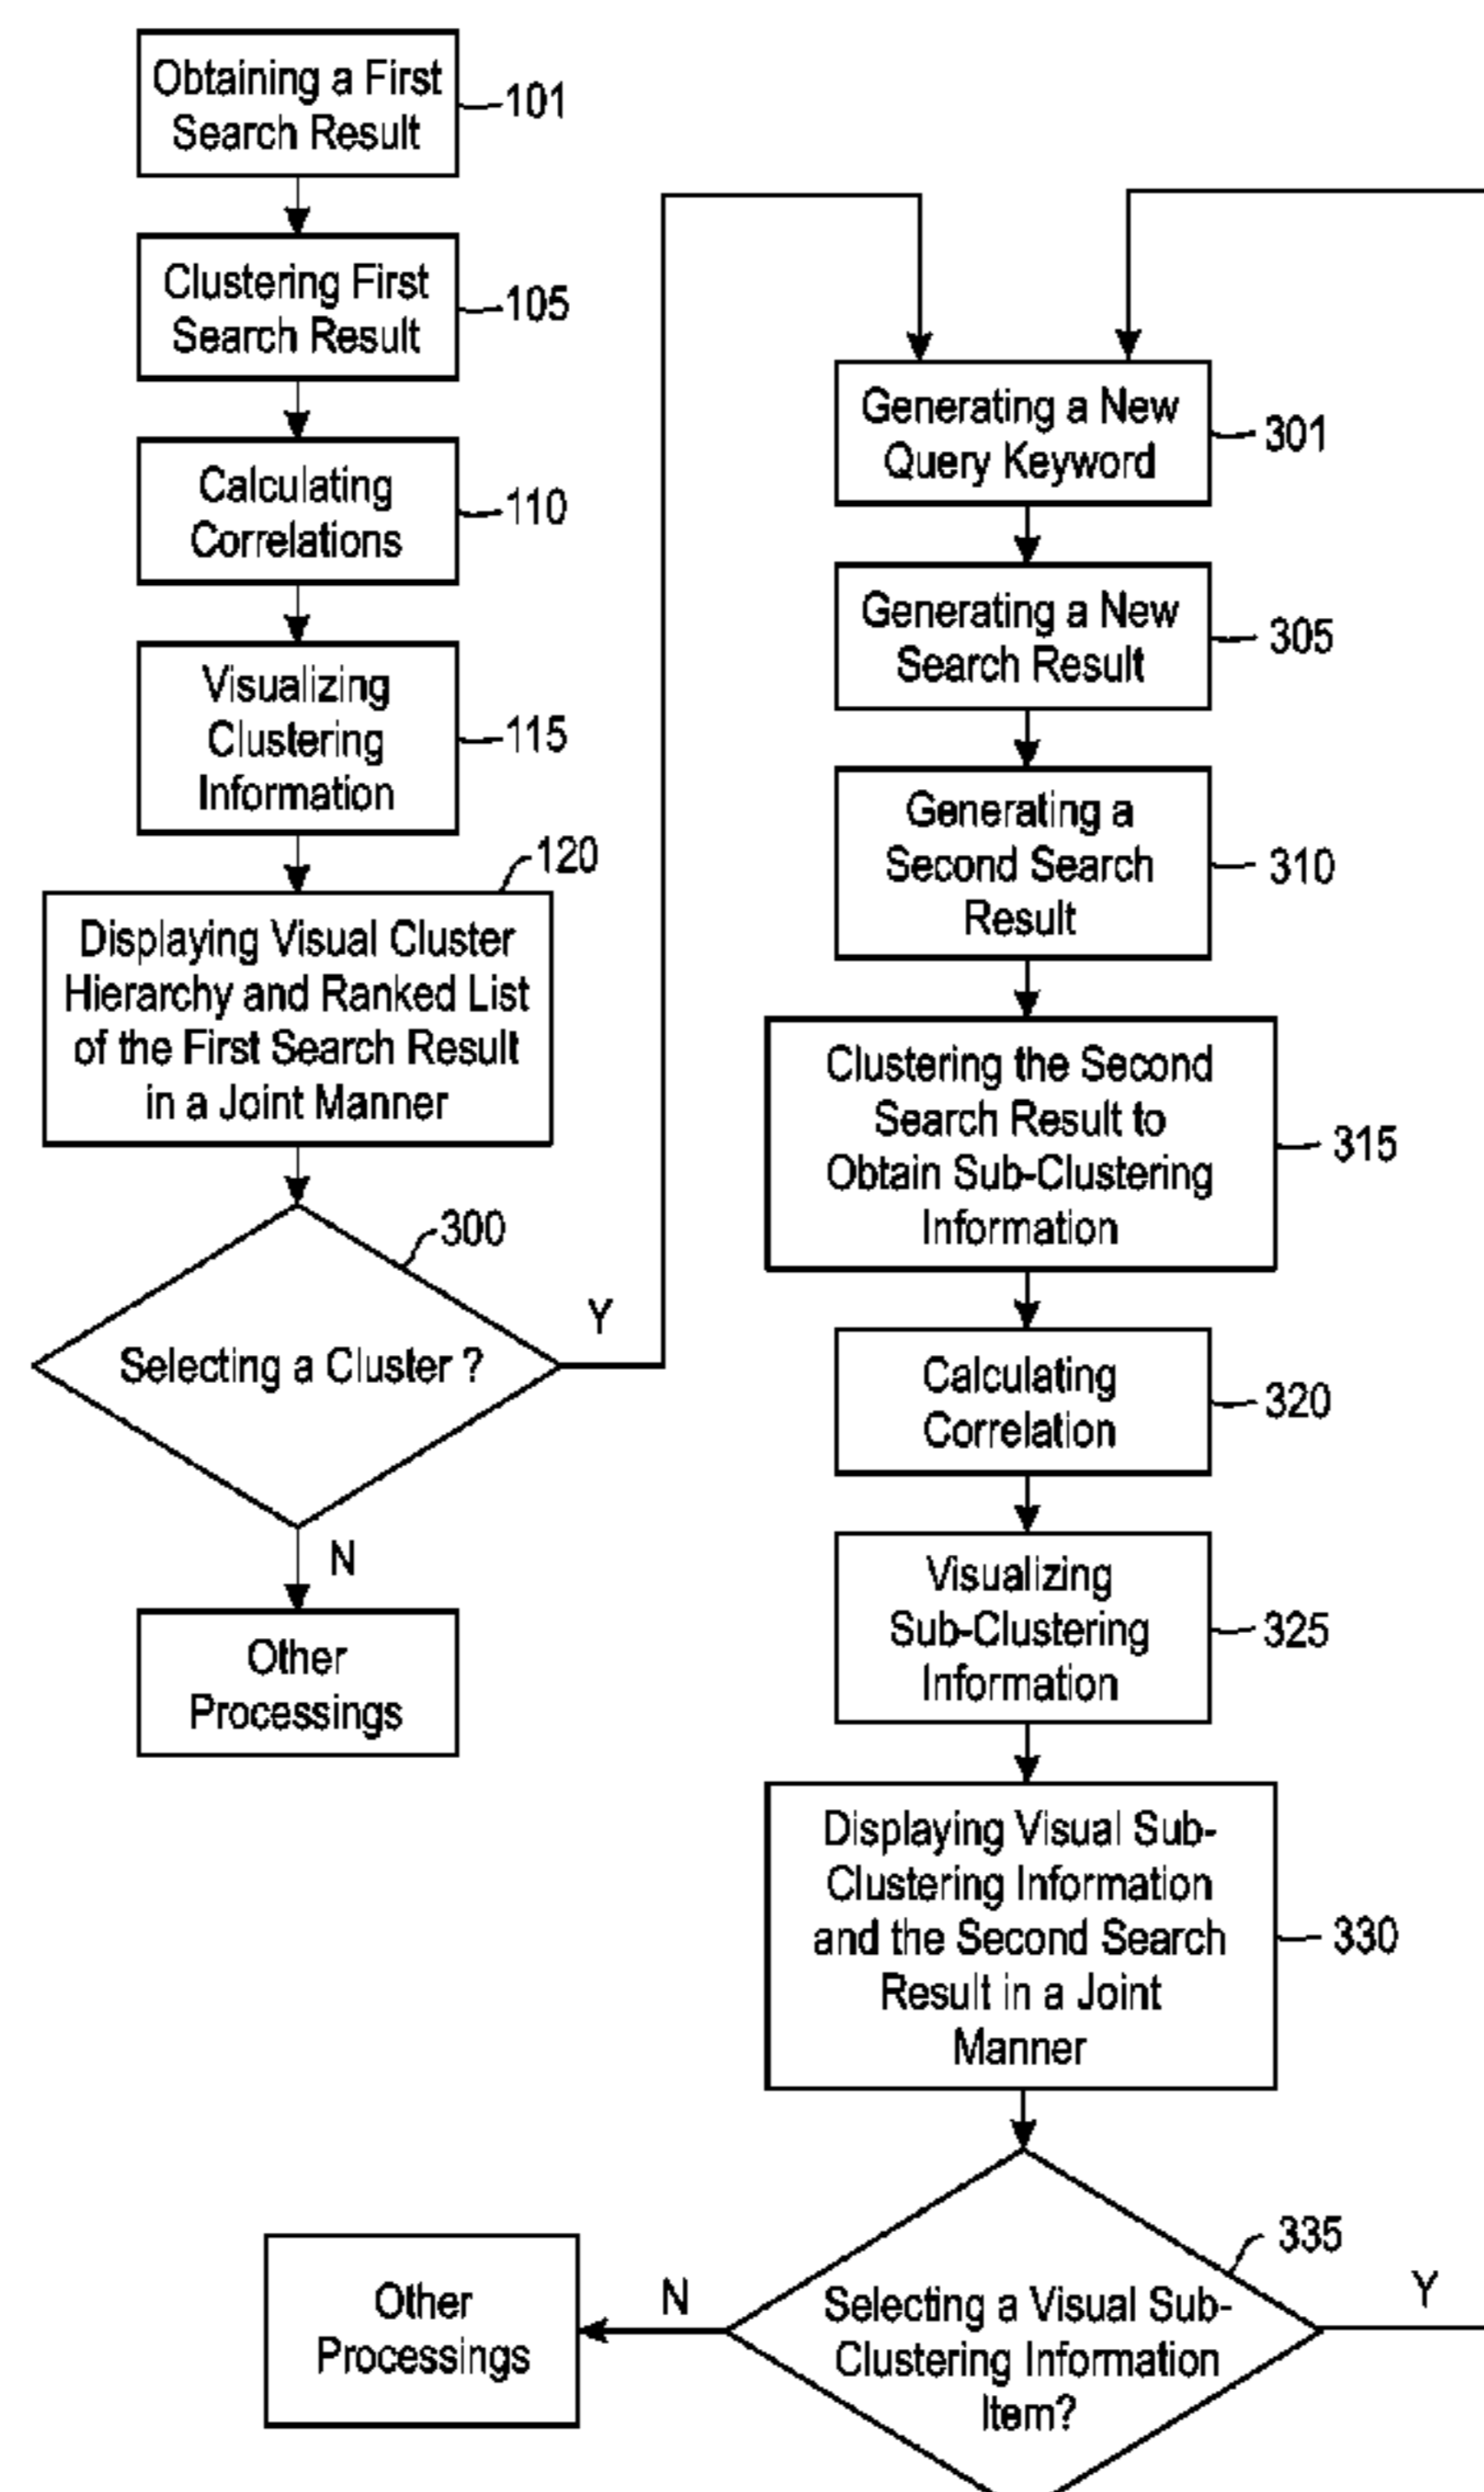 Obtaining a First
Search Result
101
Clustering First
Search Result
105
Calculating
Correlations
110
Visualizing
Clustering
Information
115
120
Displaying Visual Cluster
Hierarchy and Ranked List
of the First Search Result
in a Joint Manner
300
Selecting a Cluster ?
Y
N
Other
Processings
Generating a New
Query Keyword
301
Generating a New
Search Result
305
Generating a
Second Search
Result
310
Clustering the Second
Search Result to
Obtain Sub-Clustering
Information
315
Calculating
Correlation
320
Visualizing
Sub-Clustering
Information
325
Displaying Visual Sub-
Clustering Information
and the Second Search
Result in a Joint
Manner
330
335
Selecting a Visual Sub-
Clustering Information
Item?
Y
N
Other
Processings